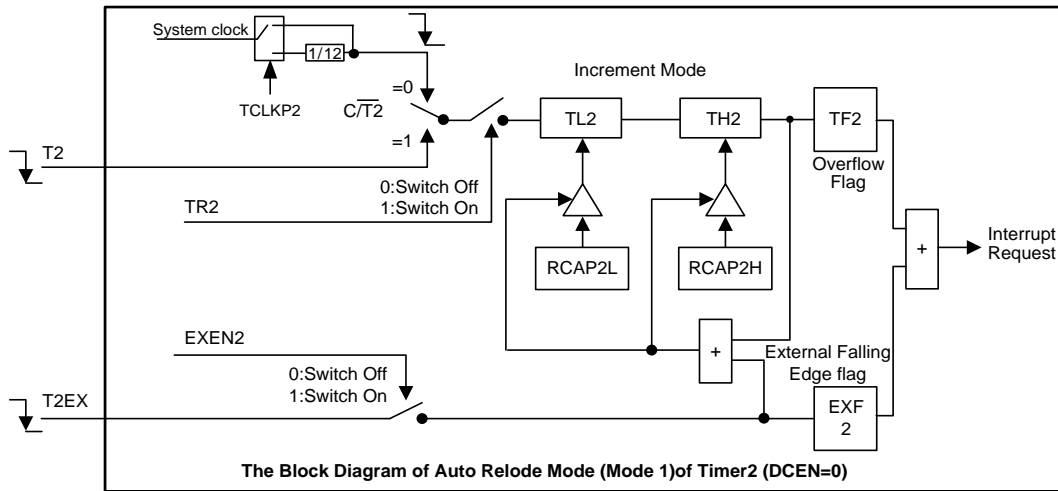 System clock
1/12
TCLKP2
Increment Mode
=0
C/T2
=1
TL2
TH2
TF2
Overflow
Flag
T2
0:Switch Off
1:Switch On
TR2
RCAP2L
RCAP2H
+
Interrupt
Request
EXEN2
0:Switch Off
1:Switch On
+
External Falling
Edge flag
T2EX
EXF
2
The Block Diagram of Auto Relode Mode (Mode 1)of Timer2 (DCEN=0)